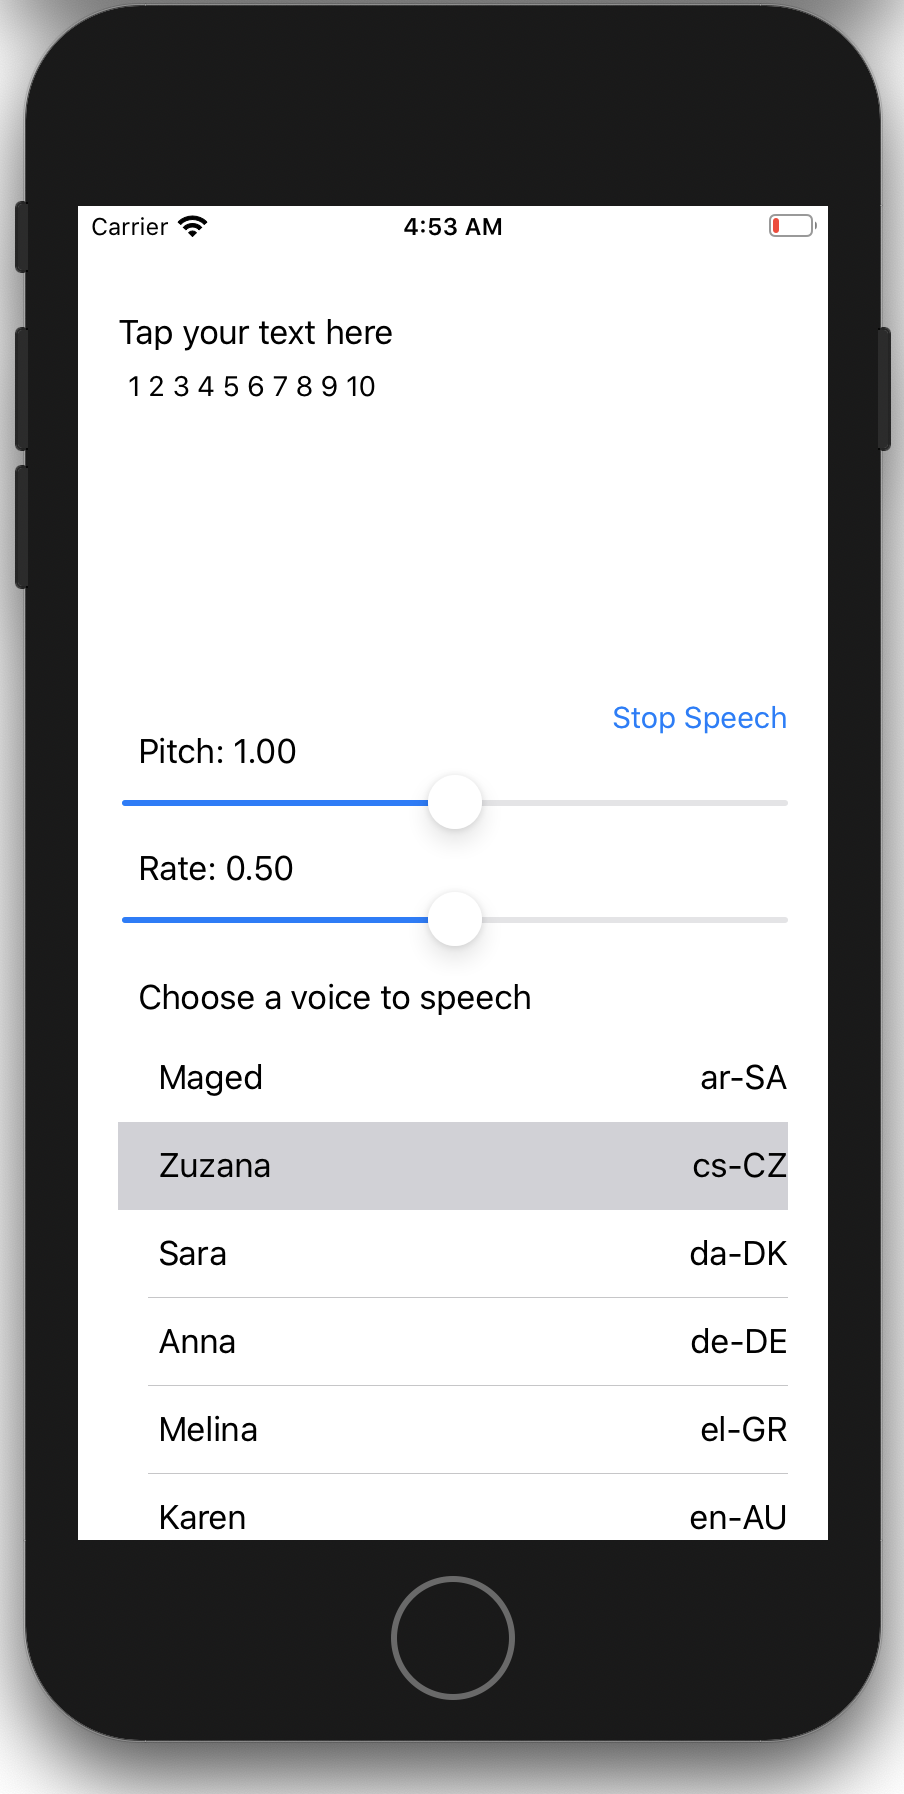 Carrier 4:53 AM
Tap your text here
1 2 3 4 5 6 7 8 9 10
Stop Speech
Pitch: 1.00
Rate: 0.50
Choose a voice to speech
Maged ar-SA
Zuzana cs-CZ
Sara da-DK
Anna de-DE
Melina el-GR
Karen en-AU